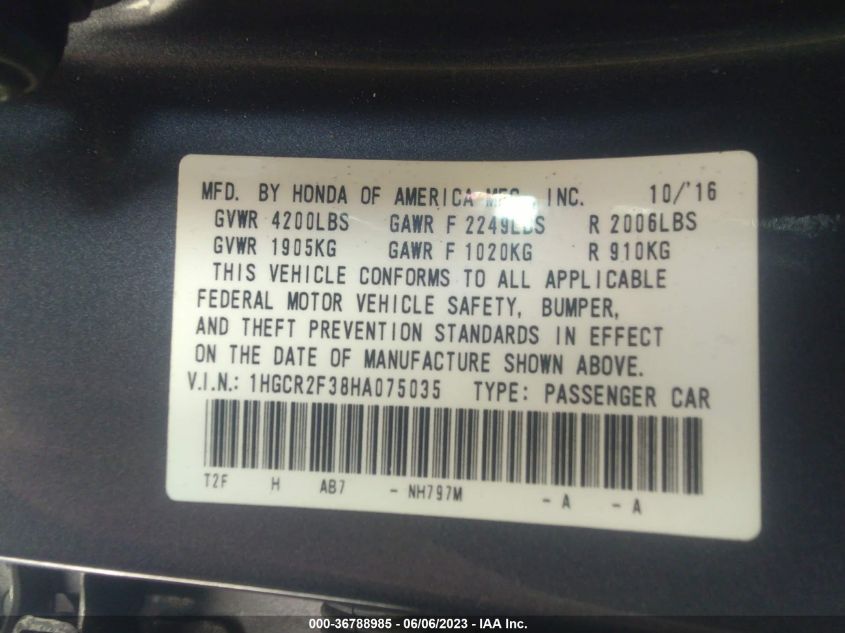 MFD. BY HONDA OF AMERICA MFG., INC. 10/'16
GVWR 4200LBS GAWR F 2249LBS R 2006LBS
GVWR 1905KG GAWR F 1020KG R 910KG
THIS VEHICLE CONFORMS TO ALL APPLICABLE
FEDERAL MOTOR VEHICLE SAFETY, BUMPER,
AND THEFT PREVENTION STANDARDS IN EFFECT
ON THE DATE OF MANUFACTURE SHOWN ABOVE.
V.I.N.: 1HGCR2F38HA075035 TYPE: PASSENGER CAR
T2F H AB7 - NH797M - A - A
000-36788985 - 06/06/2023 - IAA Inc.